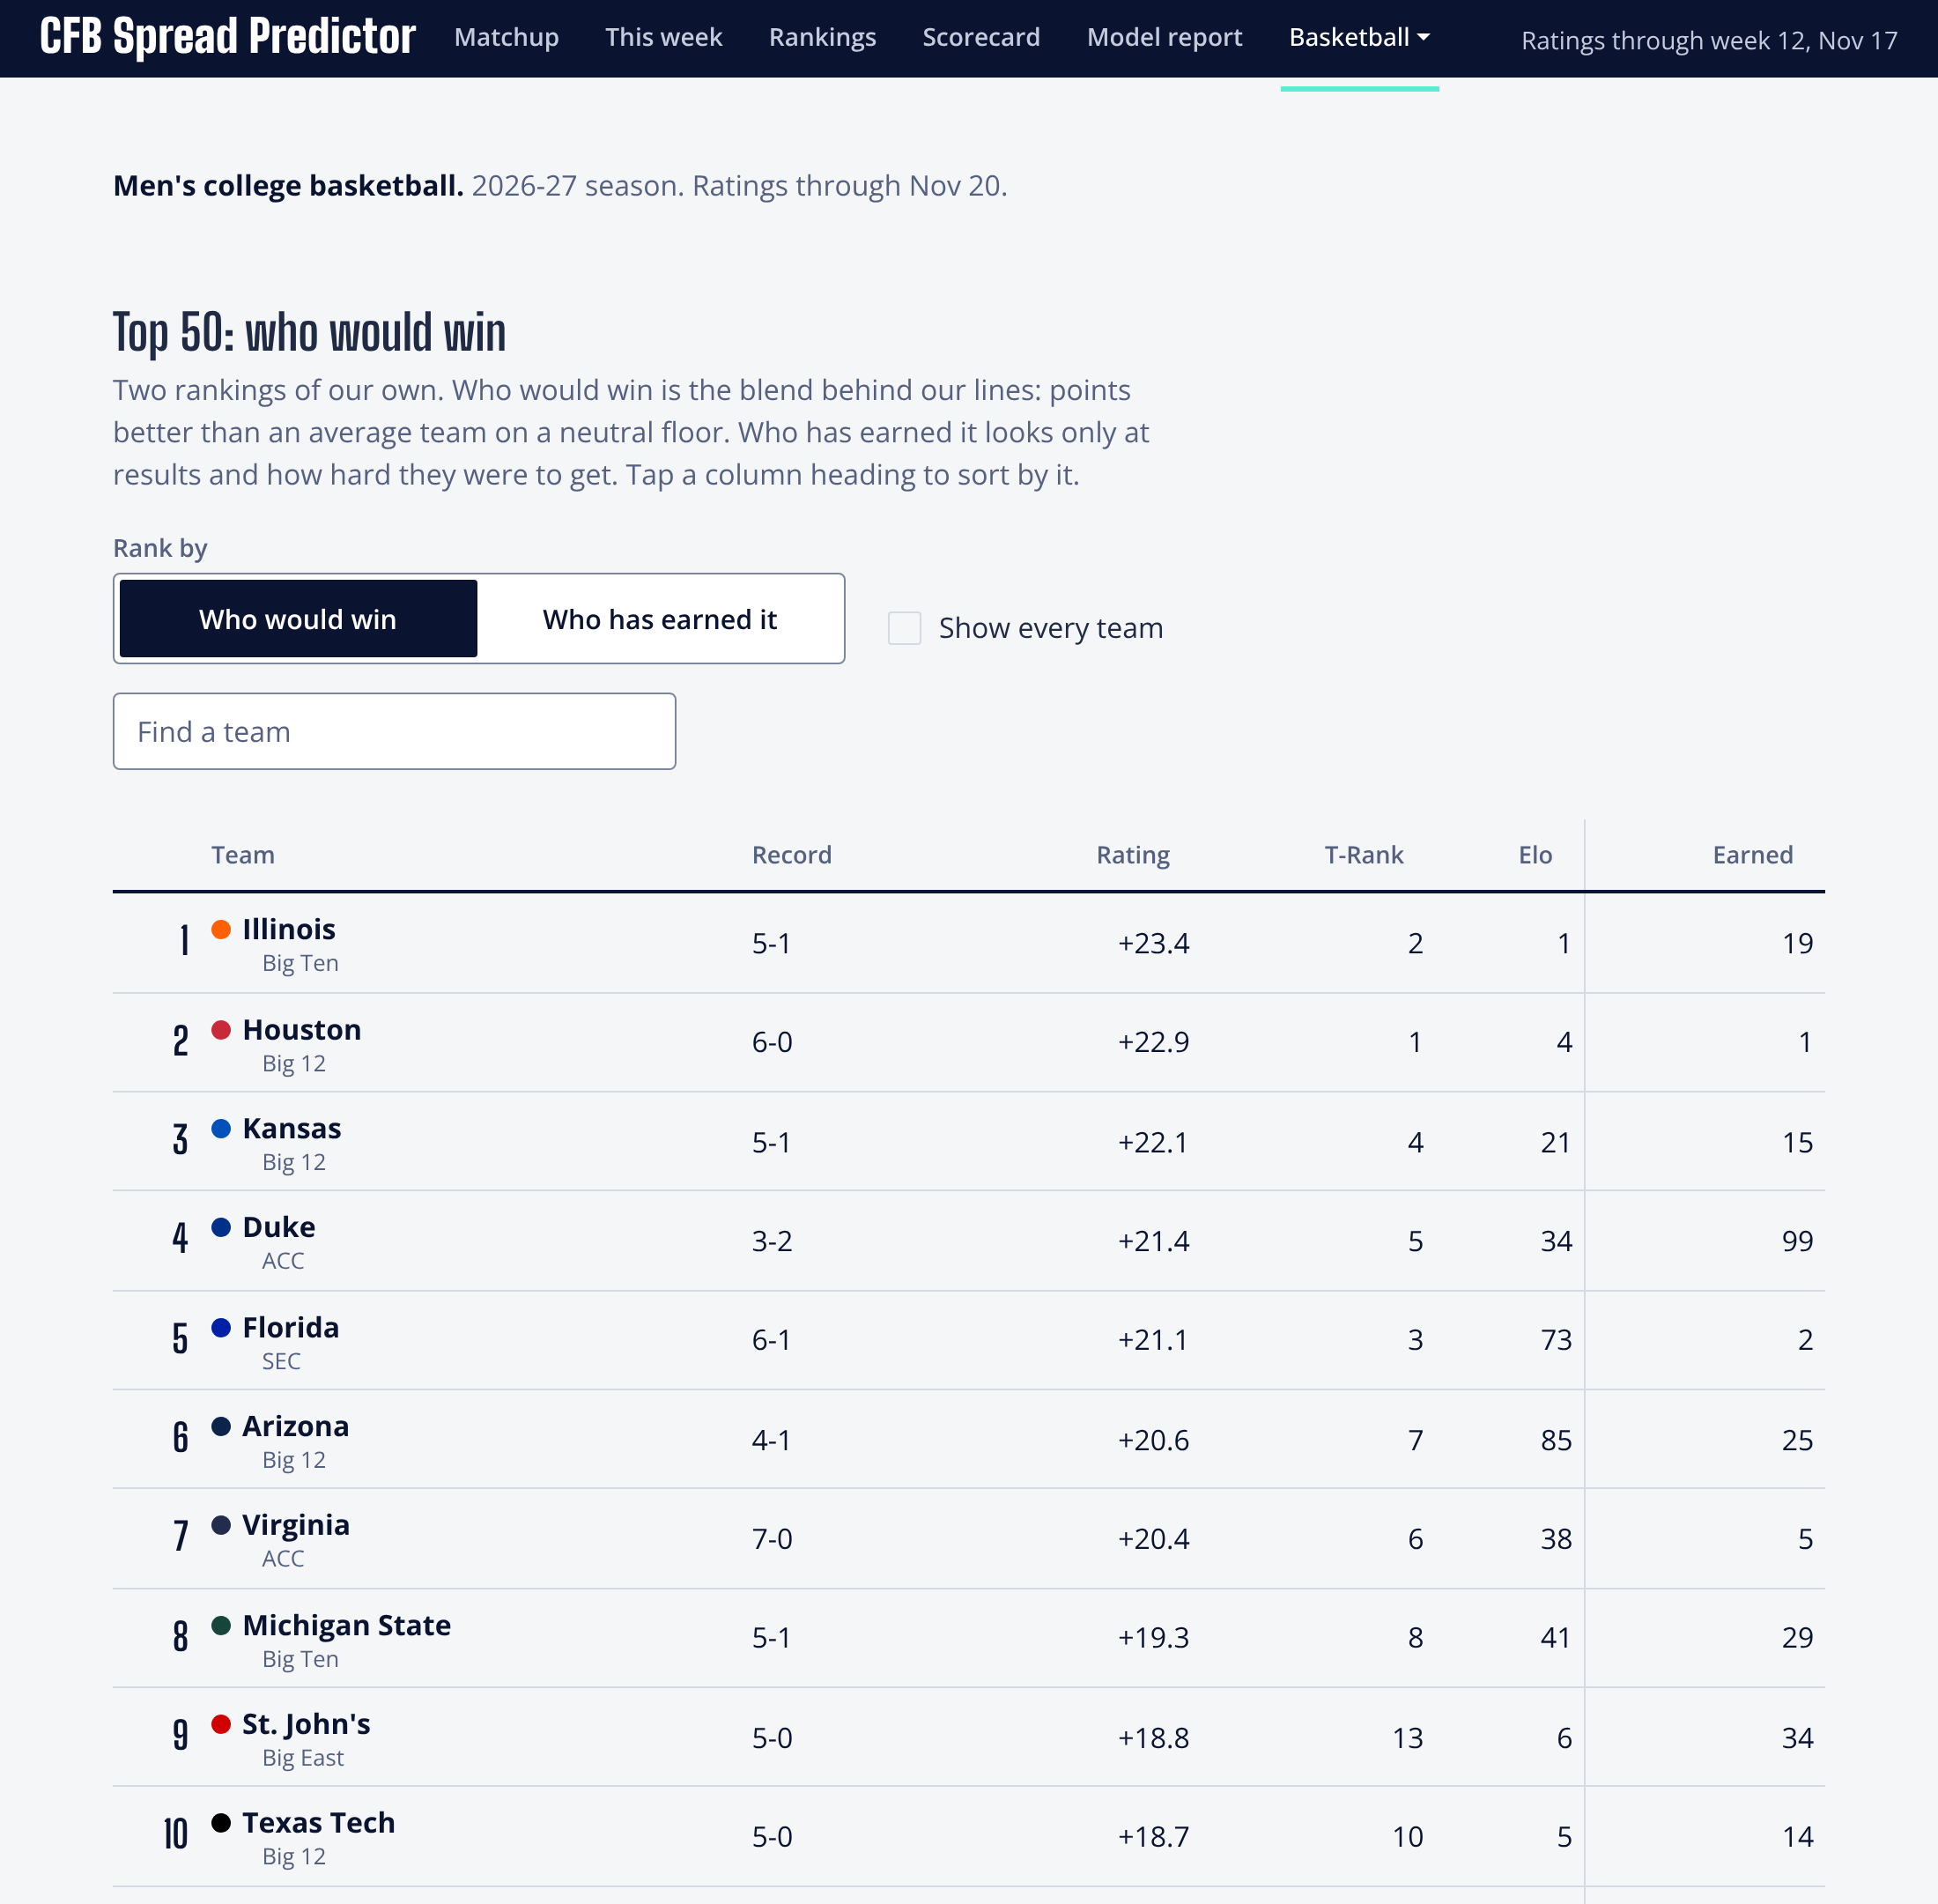 CFB Spread Predictor Matchup This week Rankings Scorecard Model report Basketball Ratings through week 12, Nov 17
Men's college basketball. 2026-27 season. Ratings through Nov 20.
Top 50: who would win
Two rankings of our own. Who would win is the blend behind our lines: points
better than an average team on a neutral floor. Who has earned it looks only at
results and how hard they were to get. Tap a column heading to sort by it.
Rank by
Who would win Who has earned it Show every team
Find a team
Team Record Rating T-Rank Elo Earned
1 Illinois 5-1 +23.4 2 1 19
Big Ten
2 Houston 6-0 +22.9 1 4 1
Big 12
3 Kansas 5-1 +22.1 4 21 15
Big 12
4 Duke 3-2 +21.4 5 34 99
ACC
5 Florida 6-1 +21.1 3 73 2
SEC
6 Arizona 4-1 +20.6 7 85 25
Big 12
7 Virginia 7-0 +20.4 6 38 5
ACC
8 Michigan State 5-1 +19.3 8 41 29
Big Ten
9 St. John's 5-0 +18.8 13 6 34
Big East
10 Texas Tech 5-0 +18.7 10 5 14
Big 12